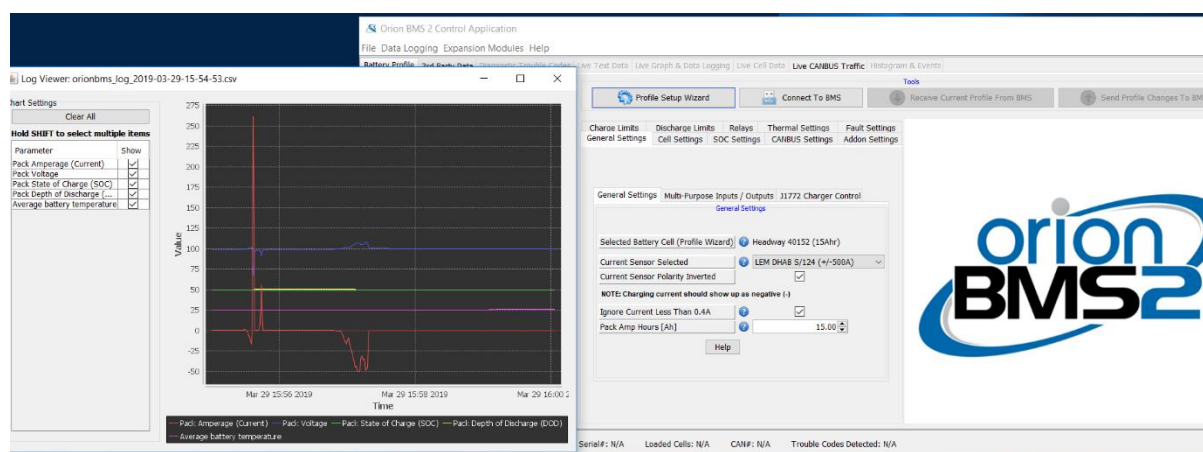 Orion BMS 2 Control Application
File Data Logging Expansion Modules Help
Battery Profile 3rd Party Data Diagnostic Trouble Codes Live Text Data Live Graph & Data Logging Live Cell Data Live CANBUS Traffic Histogram & Events
Log Viewer: orionbms_log_2019-03-29-15-54-53.csv
hart Settings
Clear All
Hold SHIFT to select multiple items
Parameter Show
Pack Amperage (Current)
Pack Voltage
Pack State of Charge (SOC)
Pack Depth of Discharge (...
Average battery temperature
275
250
225
200
175
150
125
100
75
50
25
0
-25
-50
Value
Mar 29 15:56 2019 Mar 29 15:58 2019 Mar 29 16:00 2
Time
Pack Amperage (Current) Pack Voltage Pack State of Charge (SOC) Pack Depth of Discharge (DOD)
Average battery temperature
Tools
Profile Setup Wizard Connect To BMS Receive Current Profile From BMS Send Profile Changes To BM
Charge Limits Discharge Limits Relays Thermal Settings Fault Settings
General Settings Cell Settings SOC Settings CANBUS Settings Addon Settings
General Settings Multi-Purpose Inputs / Outputs J1772 Charger Control
General Settings
Selected Battery Cell (Profile Wizard) Headway 40152 (15Ahr)
Current Sensor Selected LEM DHAB S/124 (+/-500A)
Current Sensor Polarity Inverted
NOTE: Charging current should show up as negative (-)
Ignore Current Less Than 0.4A
Pack Amp Hours [Ah] 15.00
Help
orion
BMS2
Serial#: N/A Loaded Cells: N/A CAN#: N/A Trouble Codes Detected: N/A